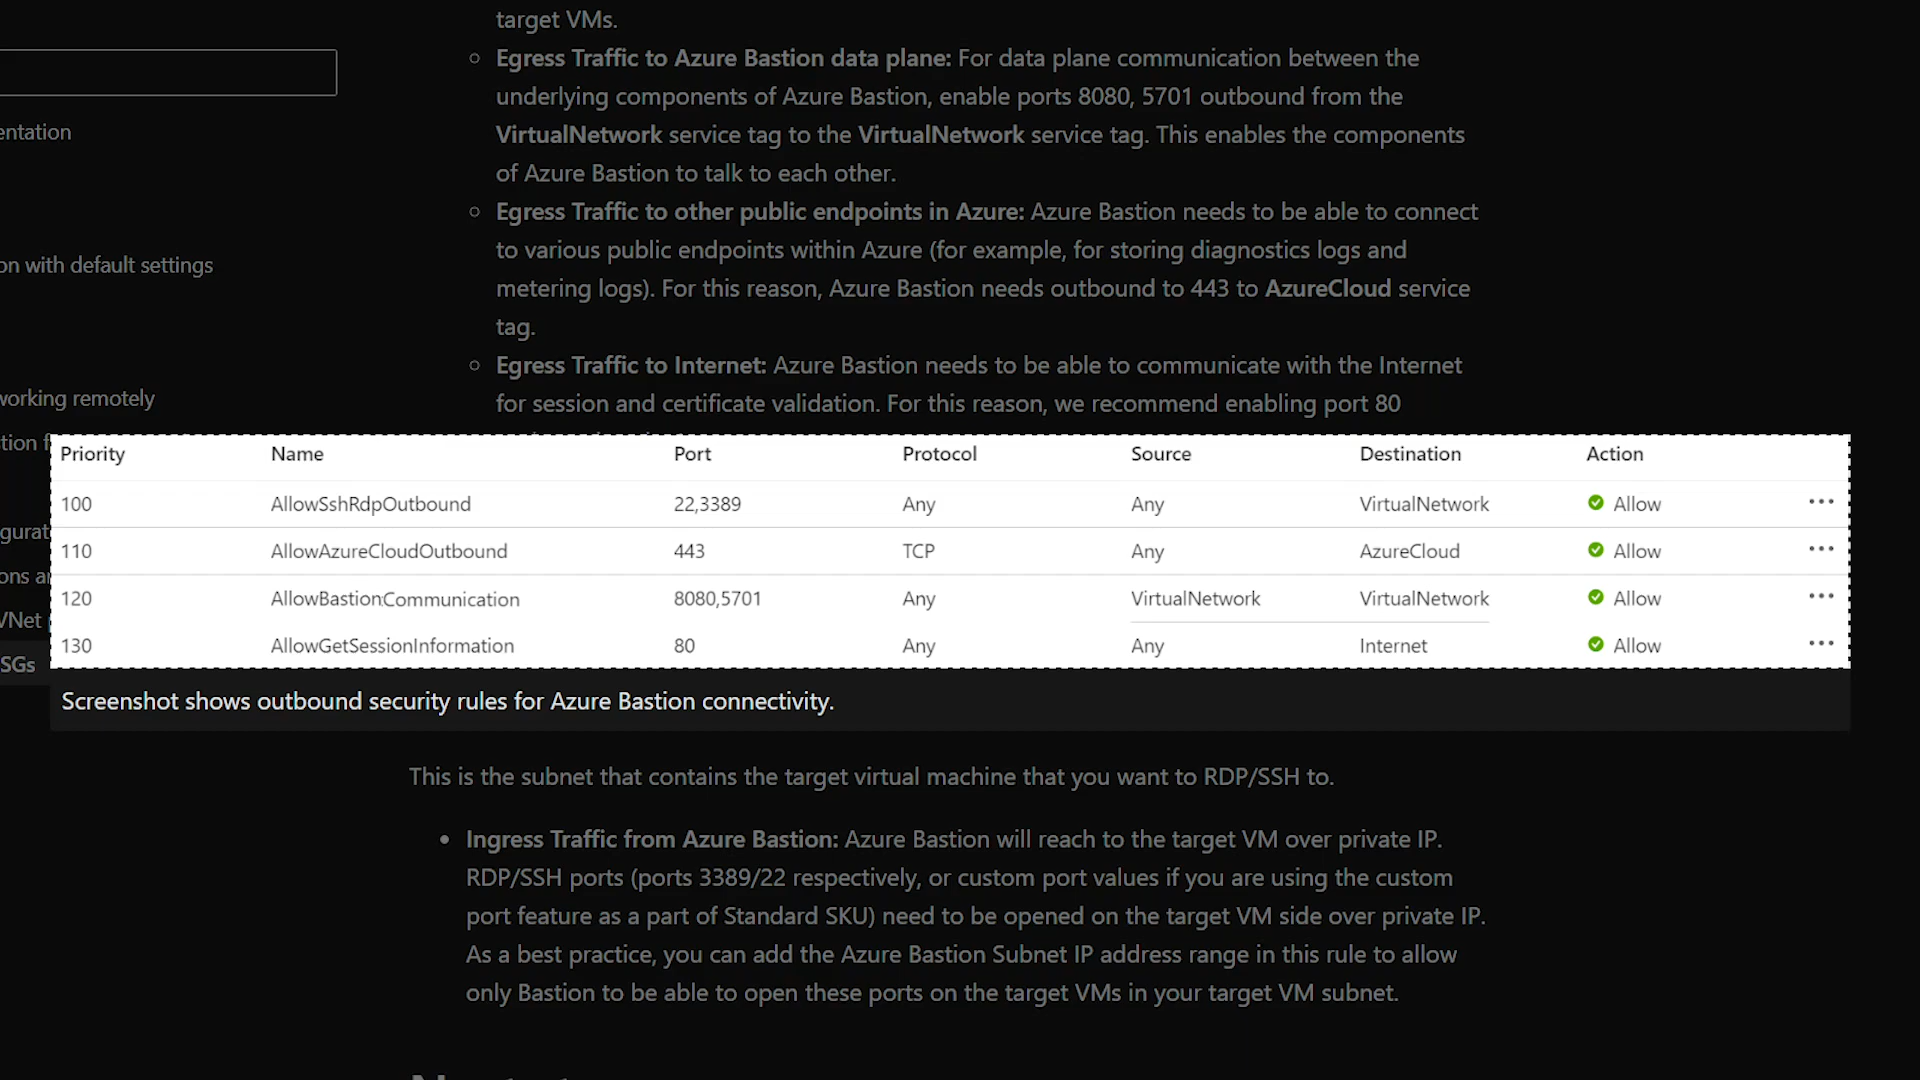 target VMs.
Egress Traffic to Azure Bastion data plane: For data plane communication between the
underlying components of Azure Bastion, enable ports 8080, 5701 outbound from the
VirtualNetwork service tag to the VirtualNetwork service tag. This enables the components
of Azure Bastion to talk to each other.
Egress Traffic to other public endpoints in Azure: Azure Bastion needs to be able to connect
to various public endpoints within Azure (for example, for storing diagnostics logs and
metering logs). For this reason, Azure Bastion needs outbound to 443 to AzureCloud service
tag.
Egress Traffic to Internet: Azure Bastion needs to be able to communicate with the Internet
for session and certificate validation. For this reason, we recommend enabling port 80
entation
on with default settings
working remotely
tion f
gurat
ons a
VNet
SGs
Priority Name Port Protocol Source Destination Action
100 AllowSshRdpOutbound 22,3389 Any Any VirtualNetwork Allow ...
110 AllowAzureCloudOutbound 443 TCP Any AzureCloud Allow ...
120 AllowBastionCommunication 8080,5701 Any VirtualNetwork VirtualNetwork Allow ...
130 AllowGetSessionInformation 80 Any Any Internet Allow ...
Screenshot shows outbound security rules for Azure Bastion connectivity.
This is the subnet that contains the target virtual machine that you want to RDP/SSH to.
Ingress Traffic from Azure Bastion: Azure Bastion will reach to the target VM over private IP.
RDP/SSH ports (ports 3389/22 respectively, or custom port values if you are using the custom
port feature as a part of Standard SKU) need to be opened on the target VM side over private IP.
As a best practice, you can add the Azure Bastion Subnet IP address range in this rule to allow
only Bastion to be able to open these ports on the target VMs in your target VM subnet.